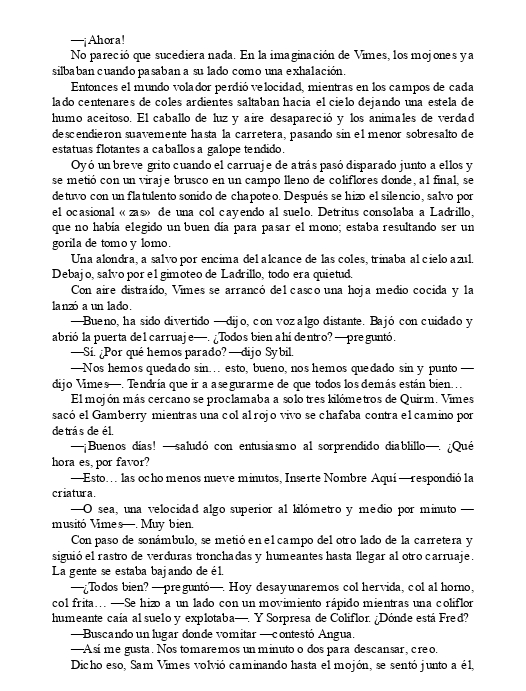 —¡Ahora!
No pareció que sucediera nada. En la imaginación de Vimes, los mojones ya
silbaban cuando pasaban a su lado como una exhalación.
Entonces el mundo volador perdió velocidad, mientras en los campos de cada
lado centenares de coles ardientes saltaban hacia el cielo dejando una estela de
humo aceitoso. El caballo de luz y aire desapareció y los animales de verdad
descendieron suavemente hasta la carretera, pasando sin el menor sobresalto de
estatuas flotantes a caballos a galope tendido.
Oyó un breve grito cuando el carruaje de atrás pasó disparado junto a ellos y
se metió con un viraje brusco en un campo lleno de coliflores donde, al final, se
detuvo con un flatulento sonido de chapoteo. Después se hizo el silencio, salvo por
el ocasional «zas» de una col cayendo al suelo. Detritus consolaba a Ladrillo,
que no había elegido un buen día para pasar el mono; estaba resultando ser un
gorila de tomo y lomo.
Una alondra, a salvo por encima del alcance de las coles, trinaba al cielo azul.
Debajo, salvo por el gimoteo de Ladrillo, todo era quietud.
Con aire distraído, Vimes se arrancó del casco una hoja medio cocida y la
lanzó a un lado.
—Bueno, ha sido divertido —dijo, con voz algo distante. Bajó con cuidado y
abrió la puerta del carruaje—. ¿Todos bien ahí dentro? —preguntó.
—Sí. ¿Por qué hemos parado? —dijo Sybil.
—Nos hemos quedado sin… esto, bueno, nos hemos quedado sin y punto —
dijo Vimes—. Tendría que ir a asegurarme de que todos los demás están bien…
El mojón más cercano se proclamaba a solo tres kilómetros de Quirm. Vimes
sacó el Gamberry mientras una col al rojo vivo se chafaba contra el camino por
detrás de él.
—¡Buenos días! —saludó con entusiasmo al sorprendido diablillo—. ¿Qué
hora es, por favor?
—Esto… las ocho menos nueve minutos, Inserte Nombre Aquí —respondió la
criatura.
—O sea, una velocidad algo superior al kilómetro y medio por minuto —
musitó Vimes—. Muy bien.
Con paso de sonámbulo, se metió en el campo del otro lado de la carretera y
siguió el rastro de verduras tronchadas y humeantes hasta llegar al otro carruaje.
La gente se estaba bajando de él.
—¿Todos bien? —preguntó—. Hoy desayunaremos col hervida, col al horno,
col frita… —Se hizo a un lado con un movimiento rápido mientras una coliflor
humeante caía al suelo y explotaba—. Y Sorpresa de Coliflor. ¿Dónde está Fred?
—Buscando un lugar donde vomitar —contestó Angua.
—Así me gusta. Nos tomaremos un minuto o dos para descansar, creo.
Dicho eso, Sam Vimes volvió caminando hasta el mojón, se sentó junto a él,